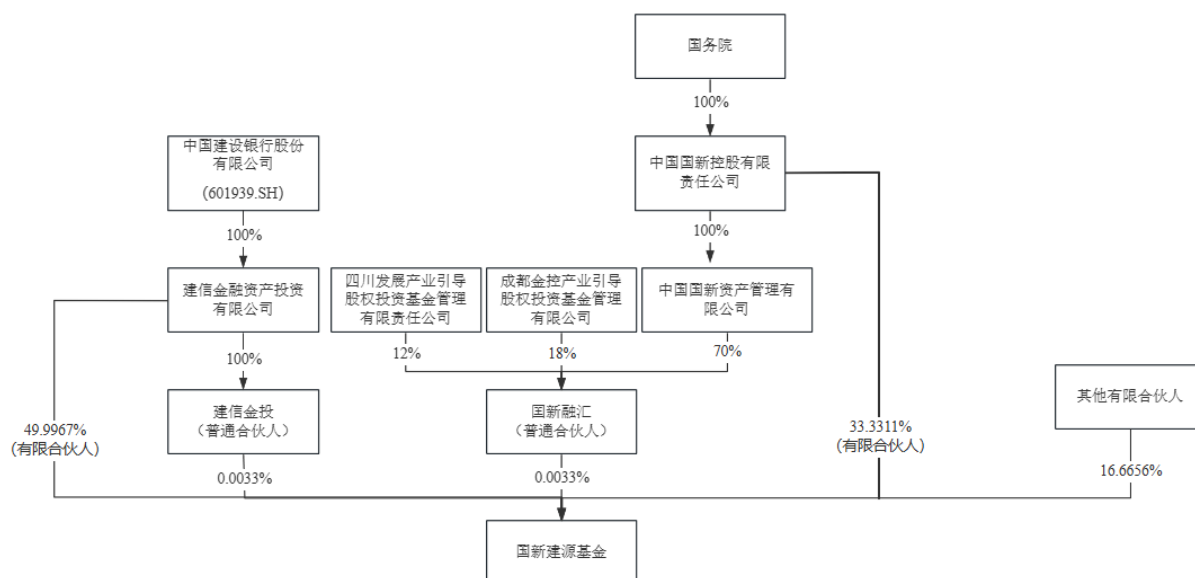 国务院
100%
中国建设银行股份
有限公司
(601939.SH)
中国国新控股有限
责任公司
100%
100%
建信金融资产投资
有限公司
四川发展产业引导
股权投资基金管理
有限责任公司
成都金控产业引导
股权投资基金管理
有限公司
中国国新资产管理有
限公司
100%
12%
18%
70%
建信金投
（普通合伙人）
国新融汇
（普通合伙人）
其他有限合伙人
49.9967%
(有限合伙人)
33.3311%
(有限合伙人)
0.0033%
0.0033%
16.6656%
国新建源基金